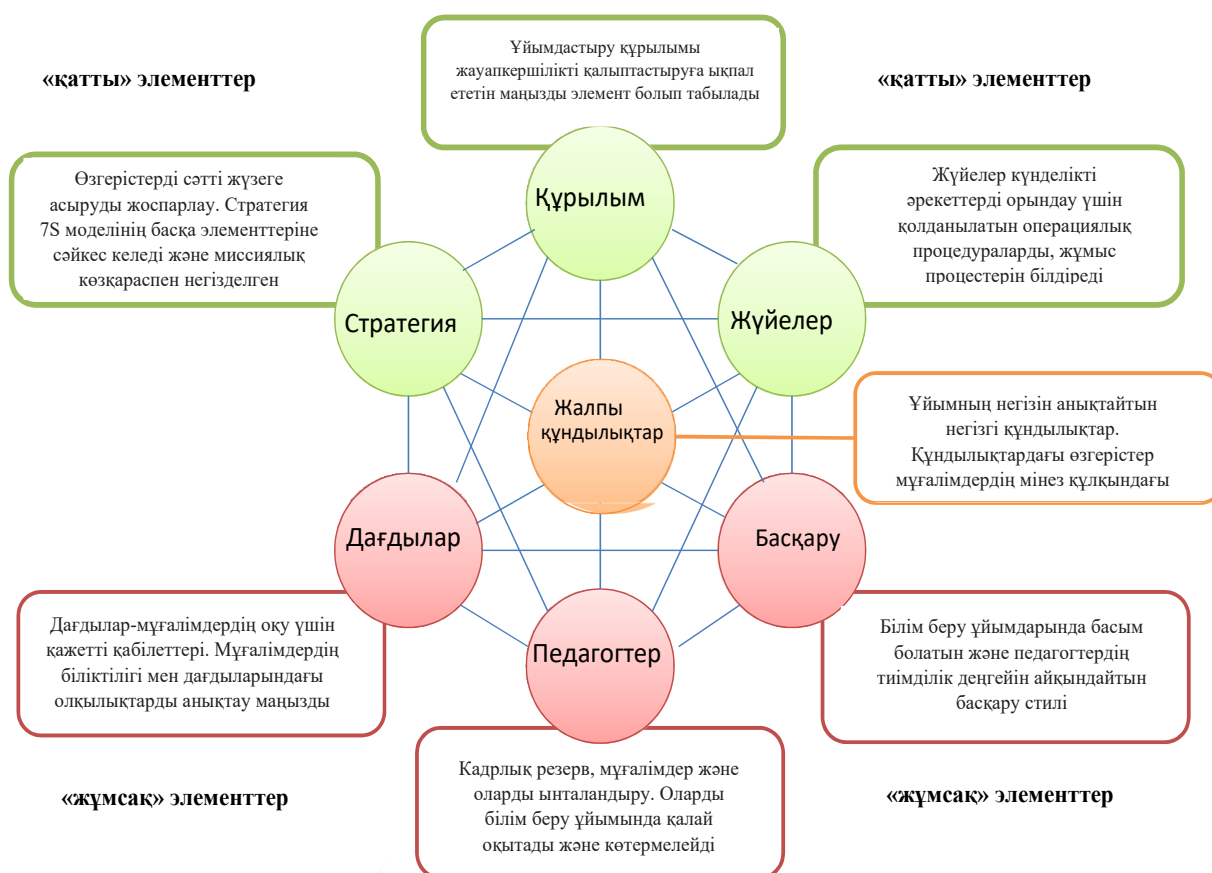 Ұйымдастыру құрылымы
жауапкершілікті қалыптастыруға ықпал
ететін маңызды элемент болып табылады
«қатты» элементтер
«қатты» элементтер
Өзгерістерді сәтті жүзеге
асыруды жоспарлау. Стратегия
7S моделінің басқа элементтеріне
сәйкес келеді және миссиялық
көзқараспен негізделген
Құрылым
Жүйелер күнделікті
әрекеттерді орындау үшін
қолданылатын операциялық
процедураларды, жұмыс
процестерін білдіреді
Стратегия
Жүйелер
Жалпы
құндылықтар
Ұйымның негізін анықтайтын
негізгі құндылықтар.
Құндылықтардағы өзгерістер
мұғалімдердің мінез құлқындағы
Дағдылар
Басқару
Педагогтер
Дағдылар-мұғалімдердің оқу үшін
қажетті қабілеттері. Мұғалімдердің
біліктілігі мен дағдыларындағы
олқылықтарды анықтау маңызды
Білім беру ұйымдарында басым
болатын және педагогтердің
тиімділік деңгейін айқындайтын
басқару стилі
Кадрлық резерв, мұғалімдер және
оларды ынталандыру. Оларды
білім беру ұйымында қалай
оқытады және көтермелейді
«жұмсақ» элементтер
«жұмсақ» элементтер